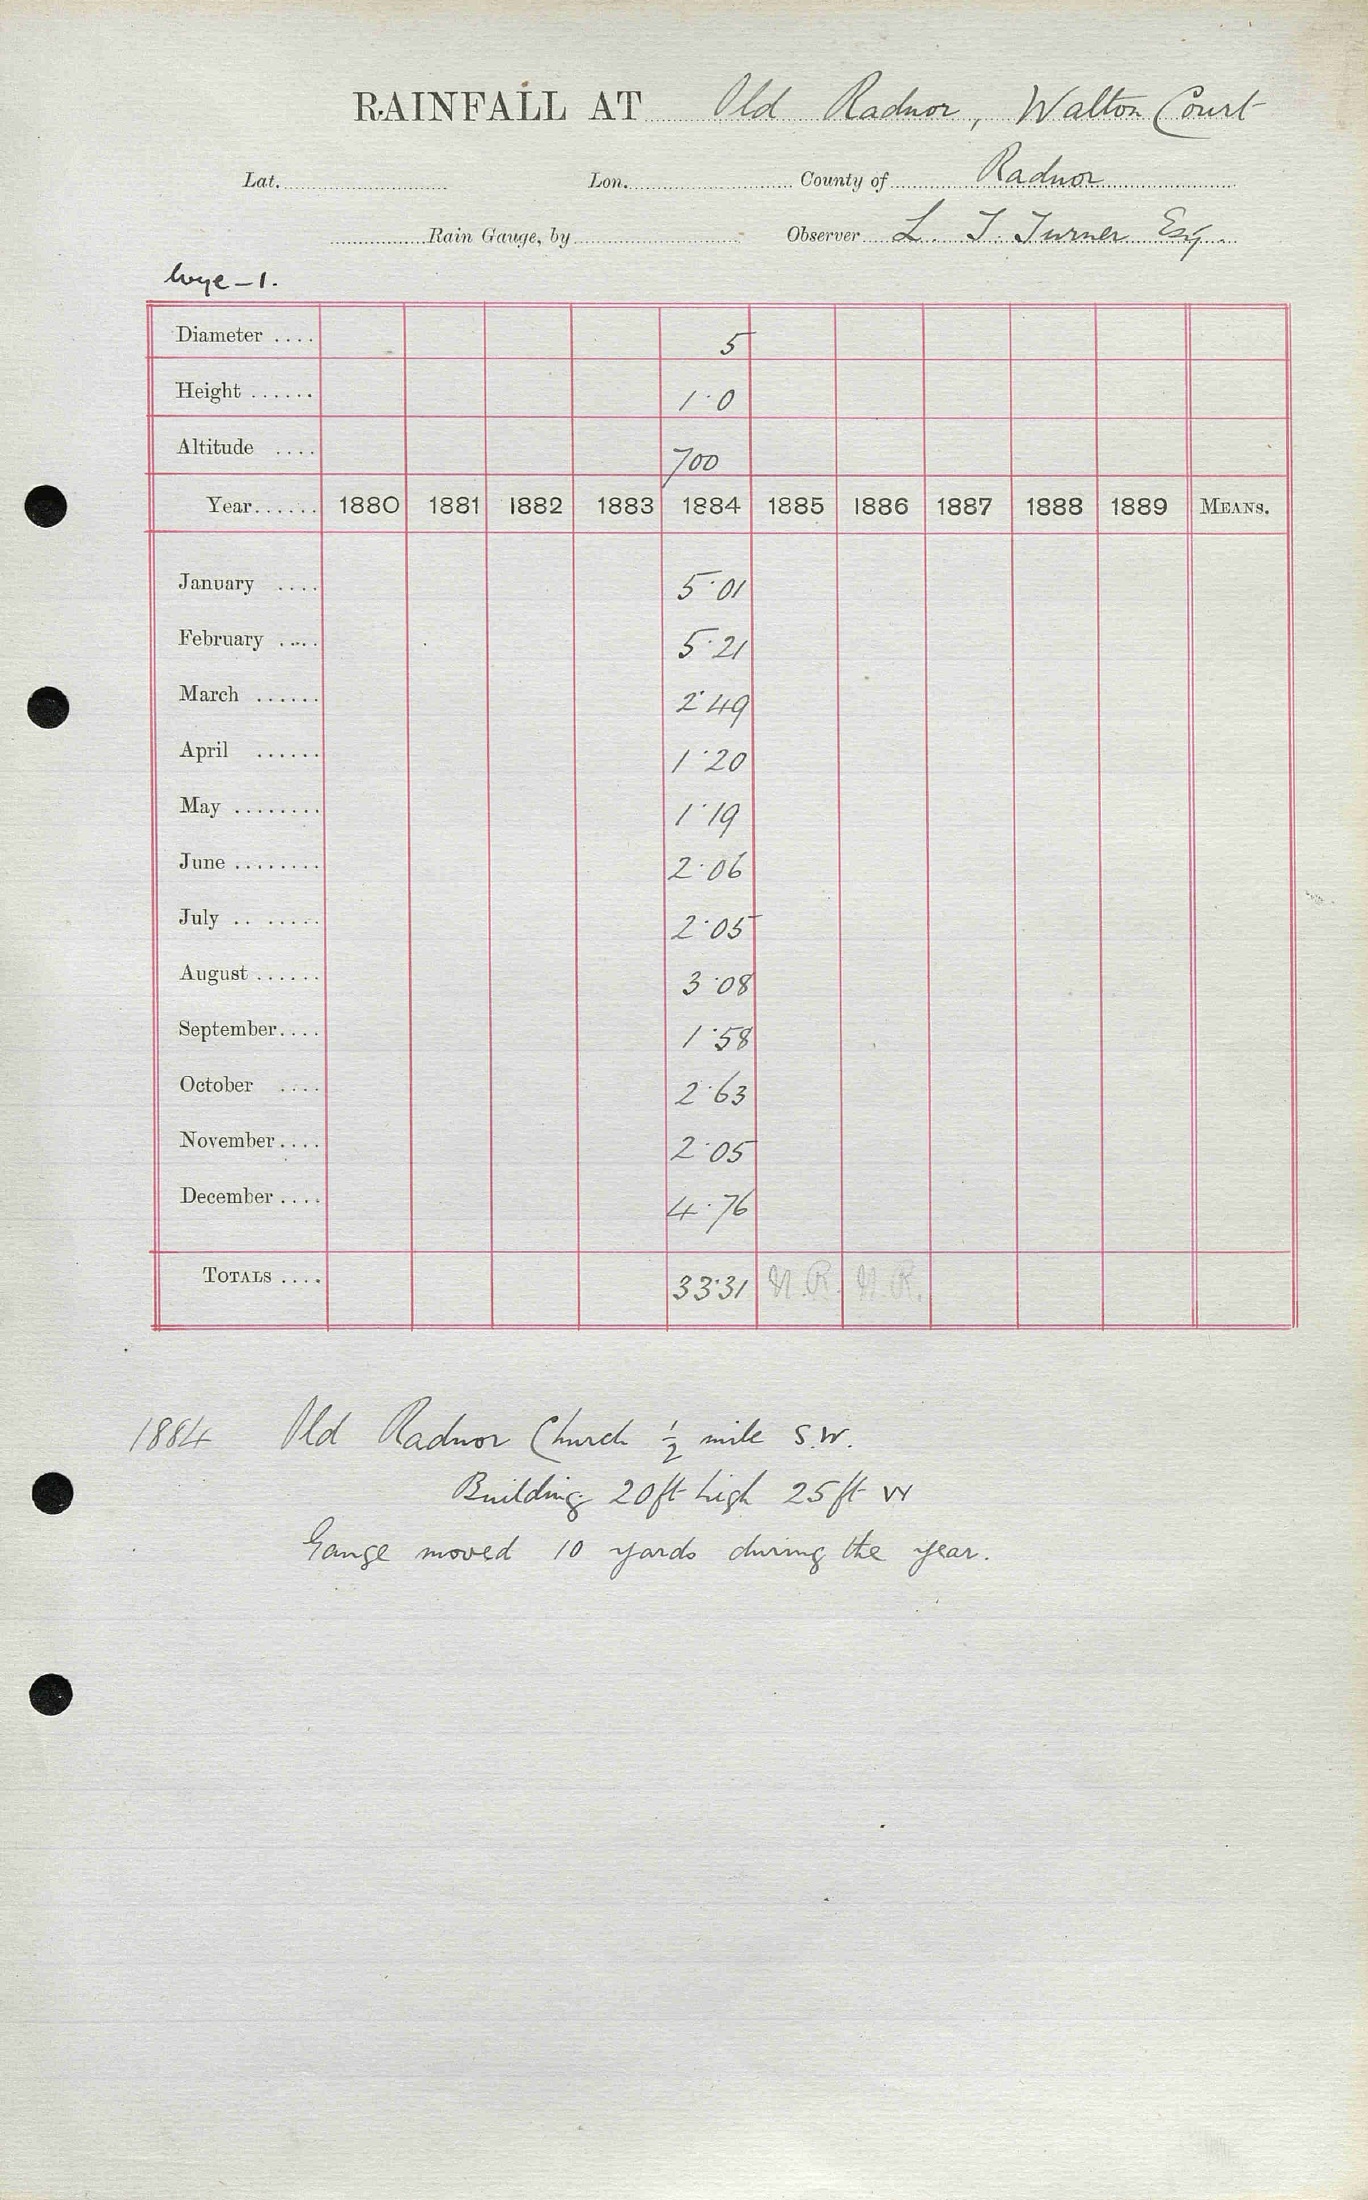 RAINFALL AT Old Radnor, Walton Court
Lat. Lon. County of Radnor
Rain Gauge, by Observer L. T. Turner Esq.
Wye-1.
Diameter .... 5
Height ...... 1·0
Altitude .... 700
Year...... 1880 1881 1882 1883 1884 1885 1886 1887 1888 1889 MEANS.
January .... 5·01
February .... 5·21
March ...... 2·49
April ...... 1·20
May ........ 1·19
June ........ 2·06
July .. ...... 2·05
August ...... 3·08
September.... 1·58
October .... 2·63
November.... 2·05
December .... 4·76
TOTALS .... 33·31 N.R. N.R.
1884 Old Radnor Church ½ mile S.W.
Building 20ft high 25ft W
Gauge moved 10 yards during the year.